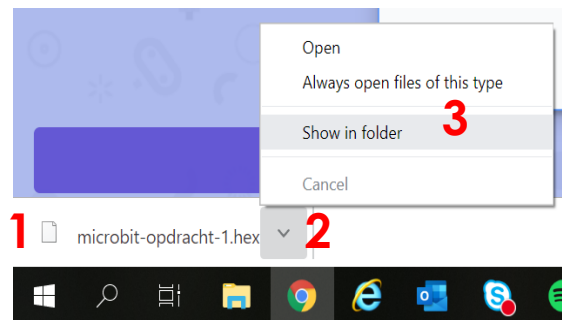 Open
Always open files of this type
3
Show in folder
Cancel
1 microbit-opdracht-1.hex 2